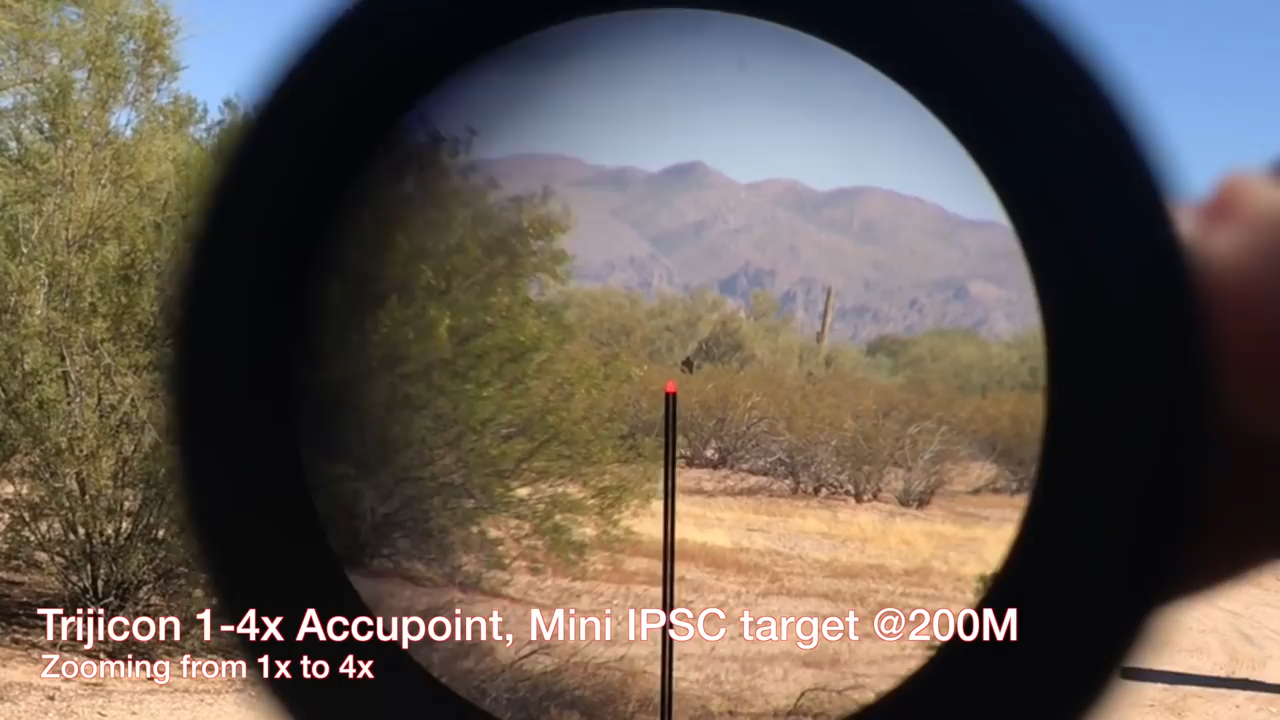 Trijicon 1-4x Accupoint, Mini IPSC target @200M
Zooming from 1x to 4x